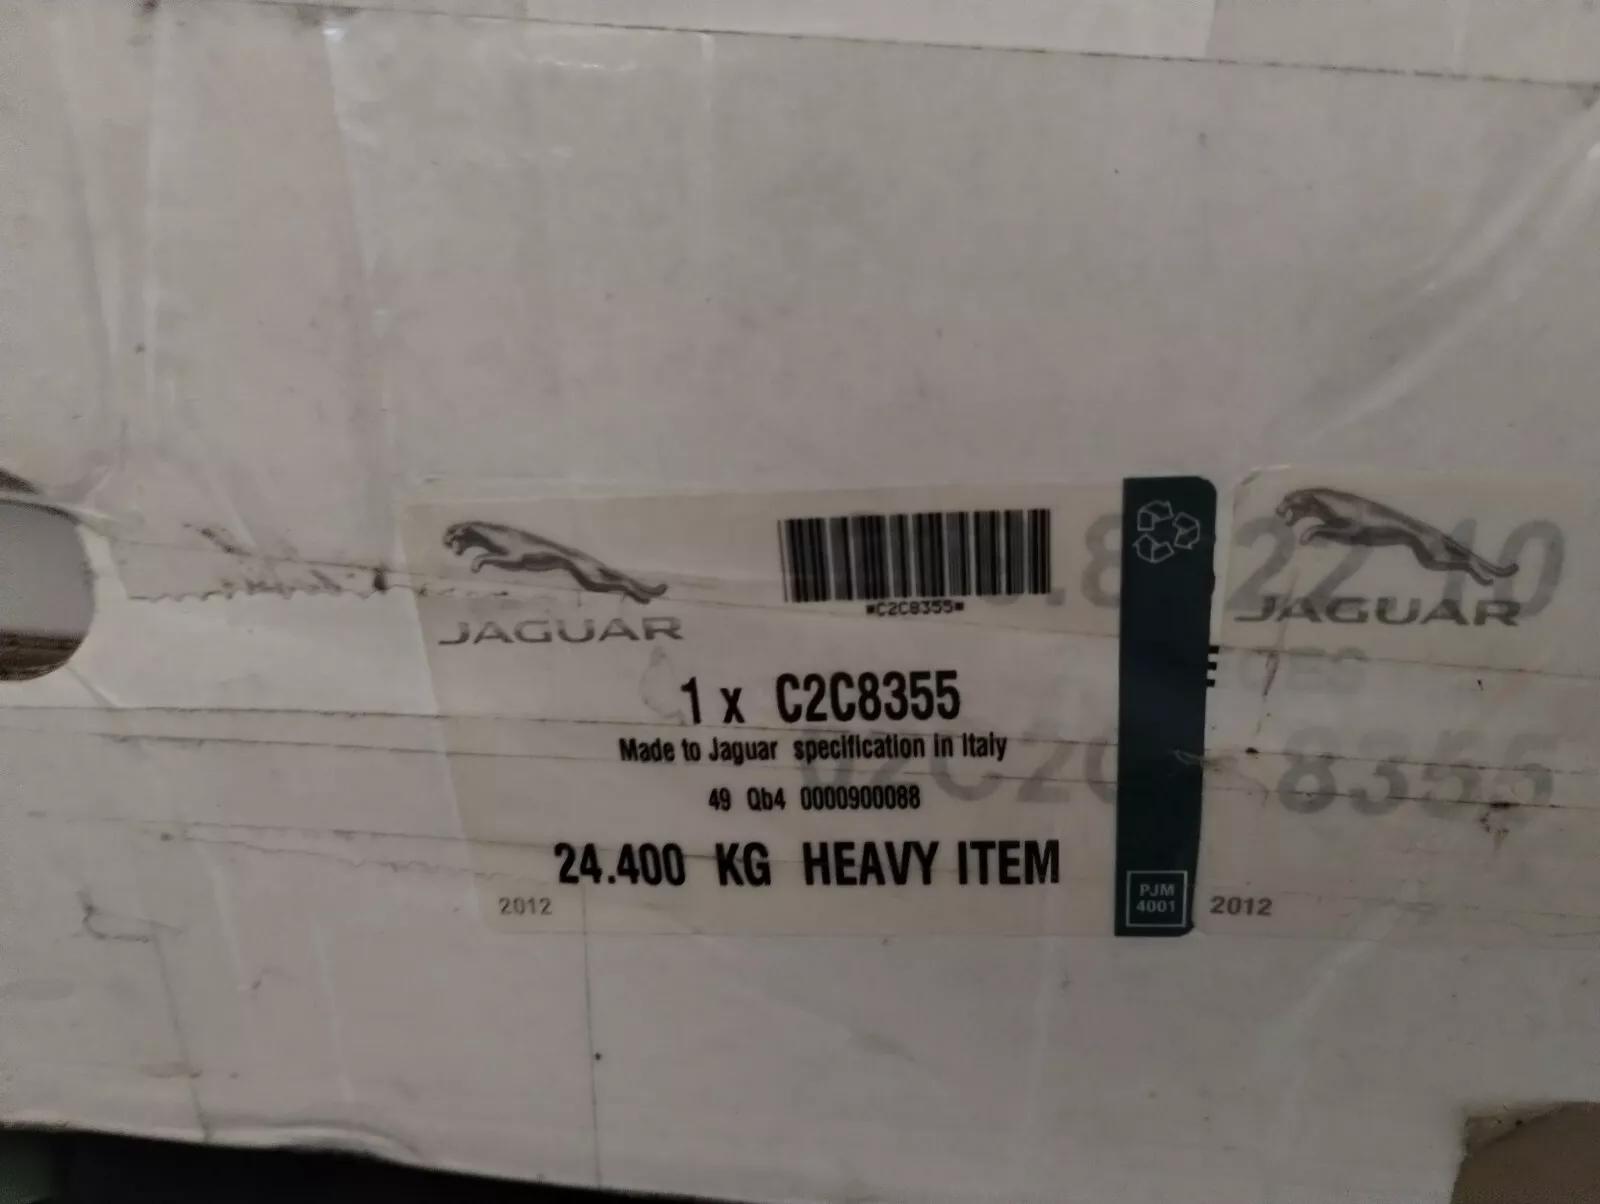 JAGUAR
*C2C8355*
1 x C2C8355
Made to Jaguar specification in Italy
49 Qb4 0000900088
24.400 KG HEAVY ITEM
2012
PJM
4001
JAGUAR
2012
8355